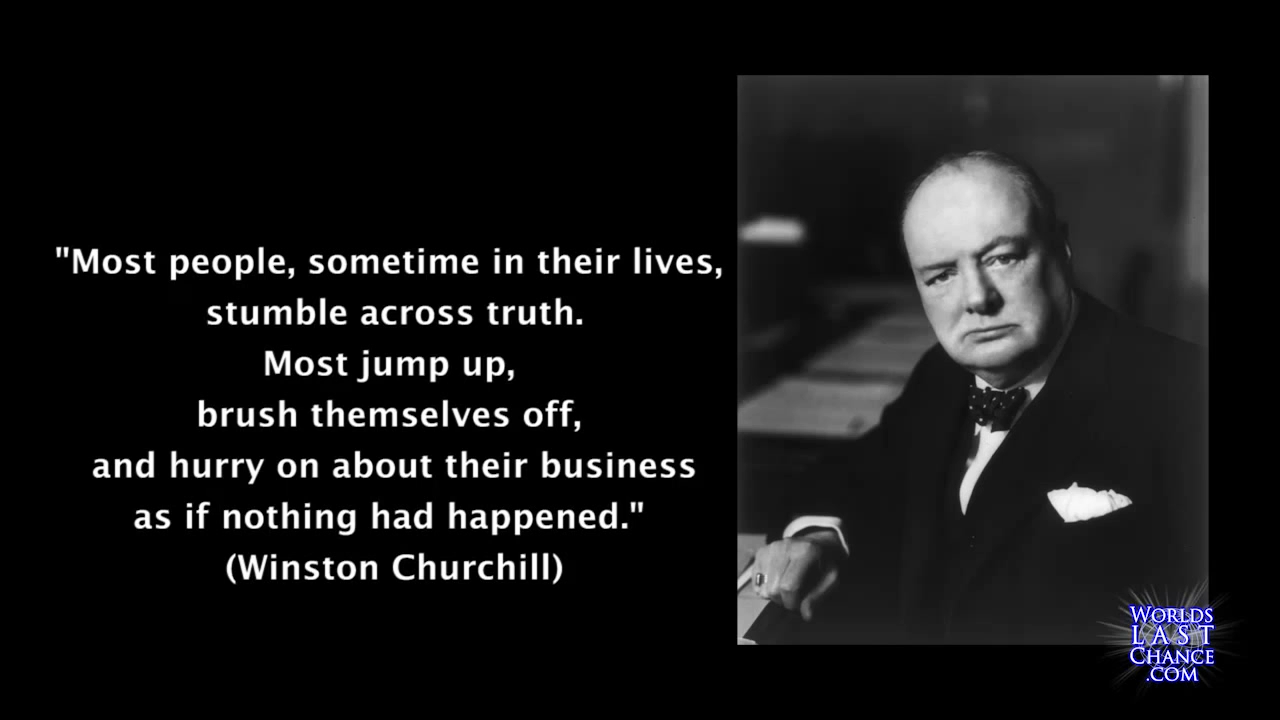 "Most people, sometime in their lives,
stumble across truth.
Most jump up,
brush themselves off,
and hurry on about their business
as if nothing had happened."
(Winston Churchill)
WORLDS
LAST
CHANCE
.COM